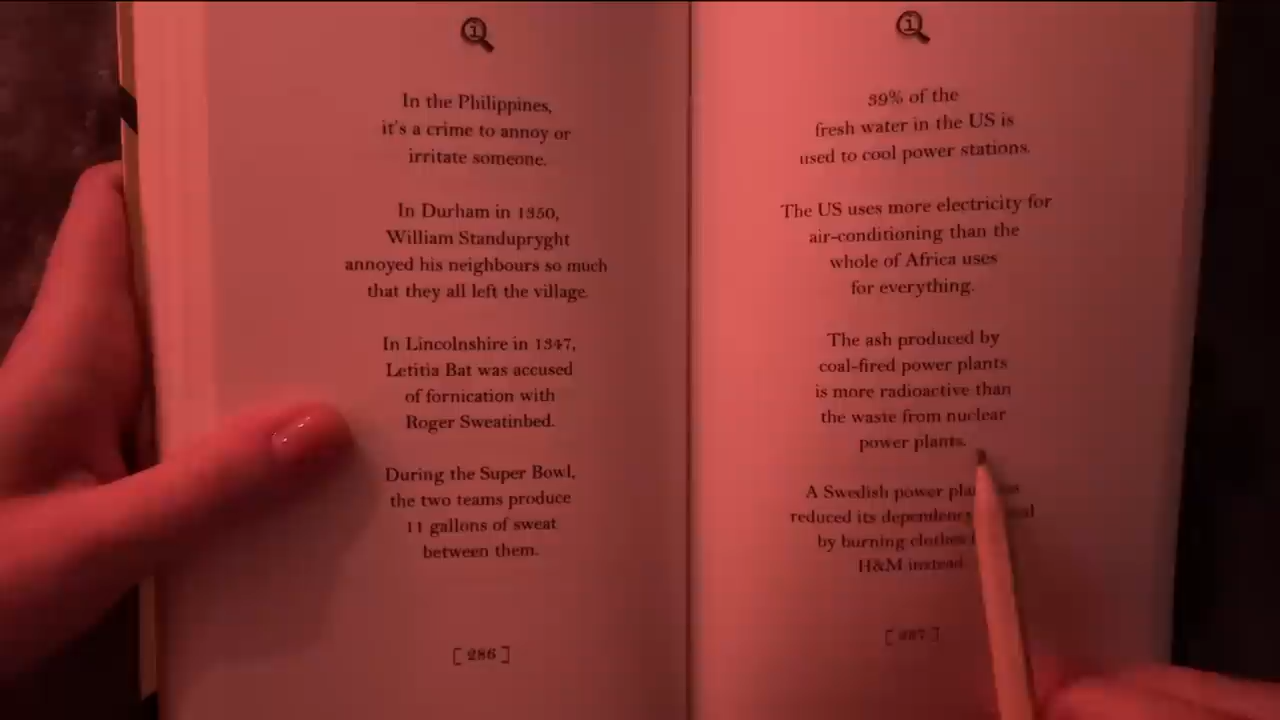 In the Philippines,
it's a crime to annoy or
irritate someone.
In Durham in 1350,
William Standupryght
annoyed his neighbours so much
that they all left the village.
In Lincolnshire in 1347,
Letitia Bat was accused
of fornication with
Roger Sweatinbed.
During the Super Bowl,
the two teams produce
11 gallons of sweat
between them.
[ 286 ]
39% of the
fresh water in the US is
used to cool power stations.
The US uses more electricity for
air-conditioning than the
whole of Africa uses
for everything.
The ash produced by
coal-fired power plants
is more radioactive than
the waste from nuclear
power plants.
A Swedish power
reduced its dependency
by burning clothes
H&M instead.
[ 287 ]